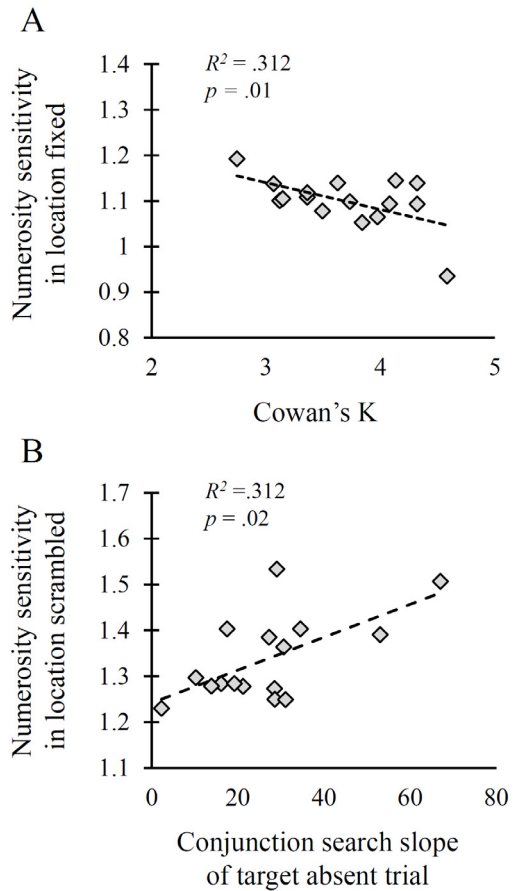 A
R² = .312
p = .01
Numerosity sensitivity
in location fixed
1.4
1.3
1.2
1.1
1
0.9
0.8
2 3 4 5
Cowan's K
B
R² =.312
p = .02
Numerosity sensitivity
in location scrambled
1.7
1.6
1.5
1.4
1.3
1.2
1.1
0 20 40 60 80
Conjunction search slope
of target absent trial